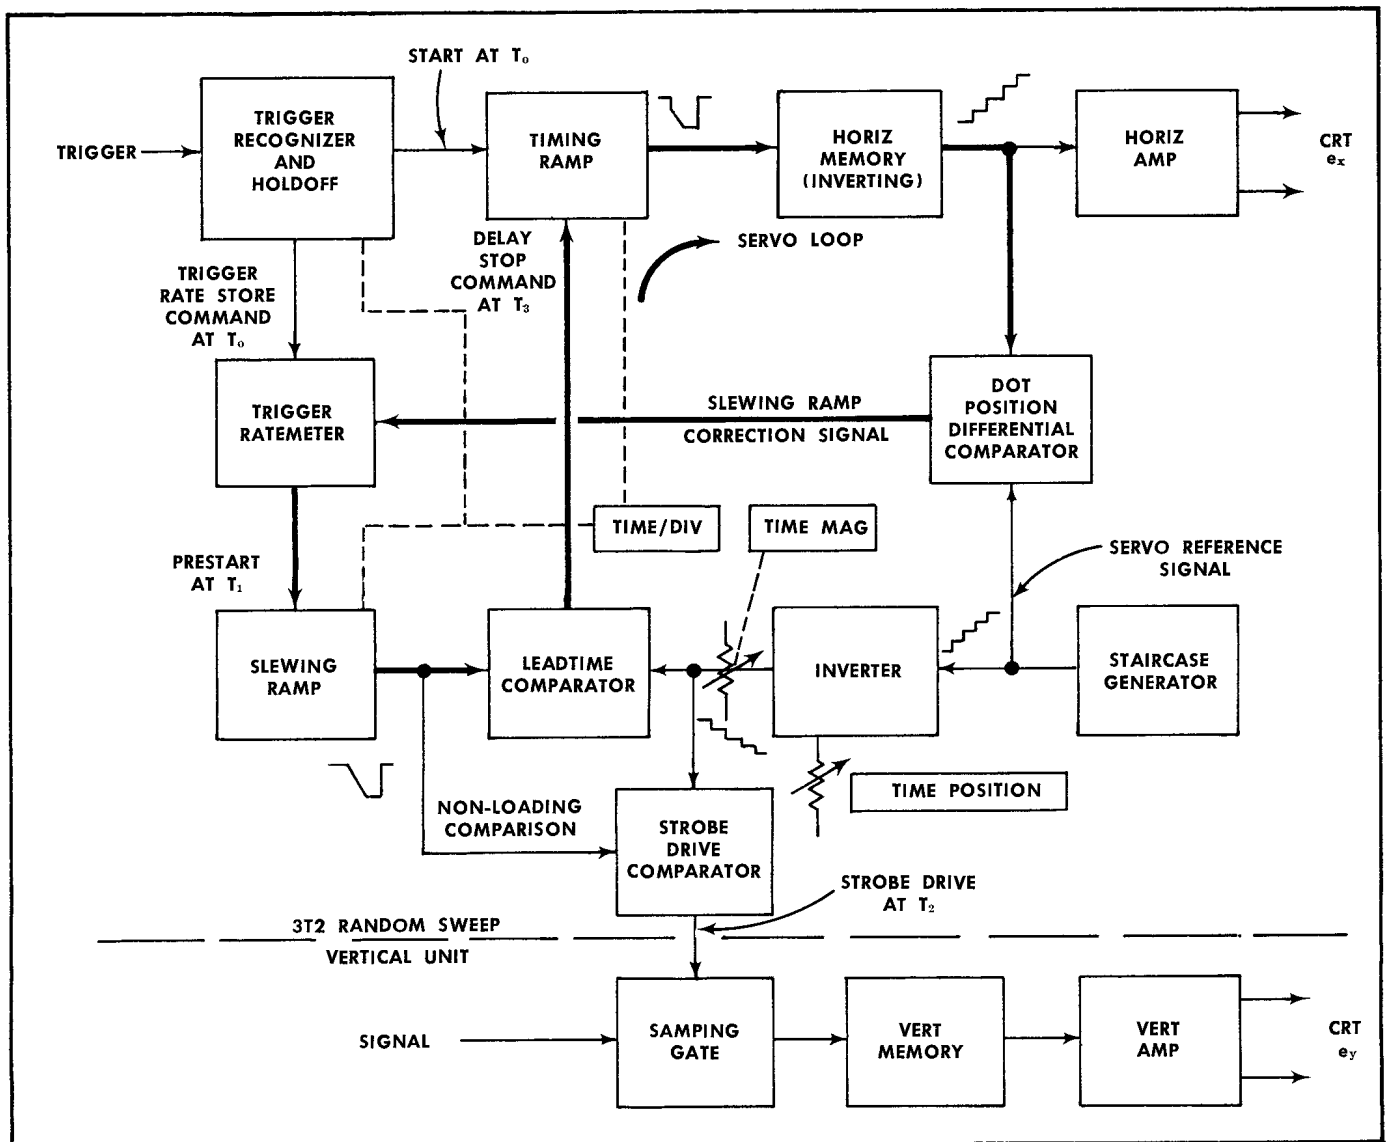 START AT T₀
TRIGGER
TRIGGER
RECOGNIZER
AND
HOLDOFF
TIMING
RAMP
HORIZ
MEMORY
(INVERTING)
HORIZ
AMP
CRT
eₓ
DELAY
STOP
COMMAND
AT T₃
SERVO LOOP
TRIGGER
RATE STORE
COMMAND
AT T₀
TRIGGER
RATEMETER
SLEWING RAMP
CORRECTION SIGNAL
DOT
POSITION
DIFFERENTIAL
COMPARATOR
TIME/DIV
TIME MAG
SERVO REFERENCE
SIGNAL
PRESTART
AT T₁
SLEWING
RAMP
LEADTIME
COMPARATOR
INVERTER
STAIRCASE
GENERATOR
TIME POSITION
NON-LOADING
COMPARISON
STROBE
DRIVE
COMPARATOR
STROBE DRIVE
AT T₂
3T2 RANDOM SWEEP
VERTICAL UNIT
SIGNAL
SAMPING
GATE
VERT
MEMORY
VERT
AMP
CRT
eᵧ